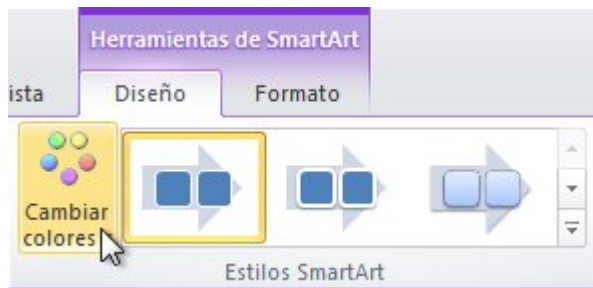 Herramientas de SmartArt
ista Diseño Formato
Cambiar
colores
Estilos SmartArt